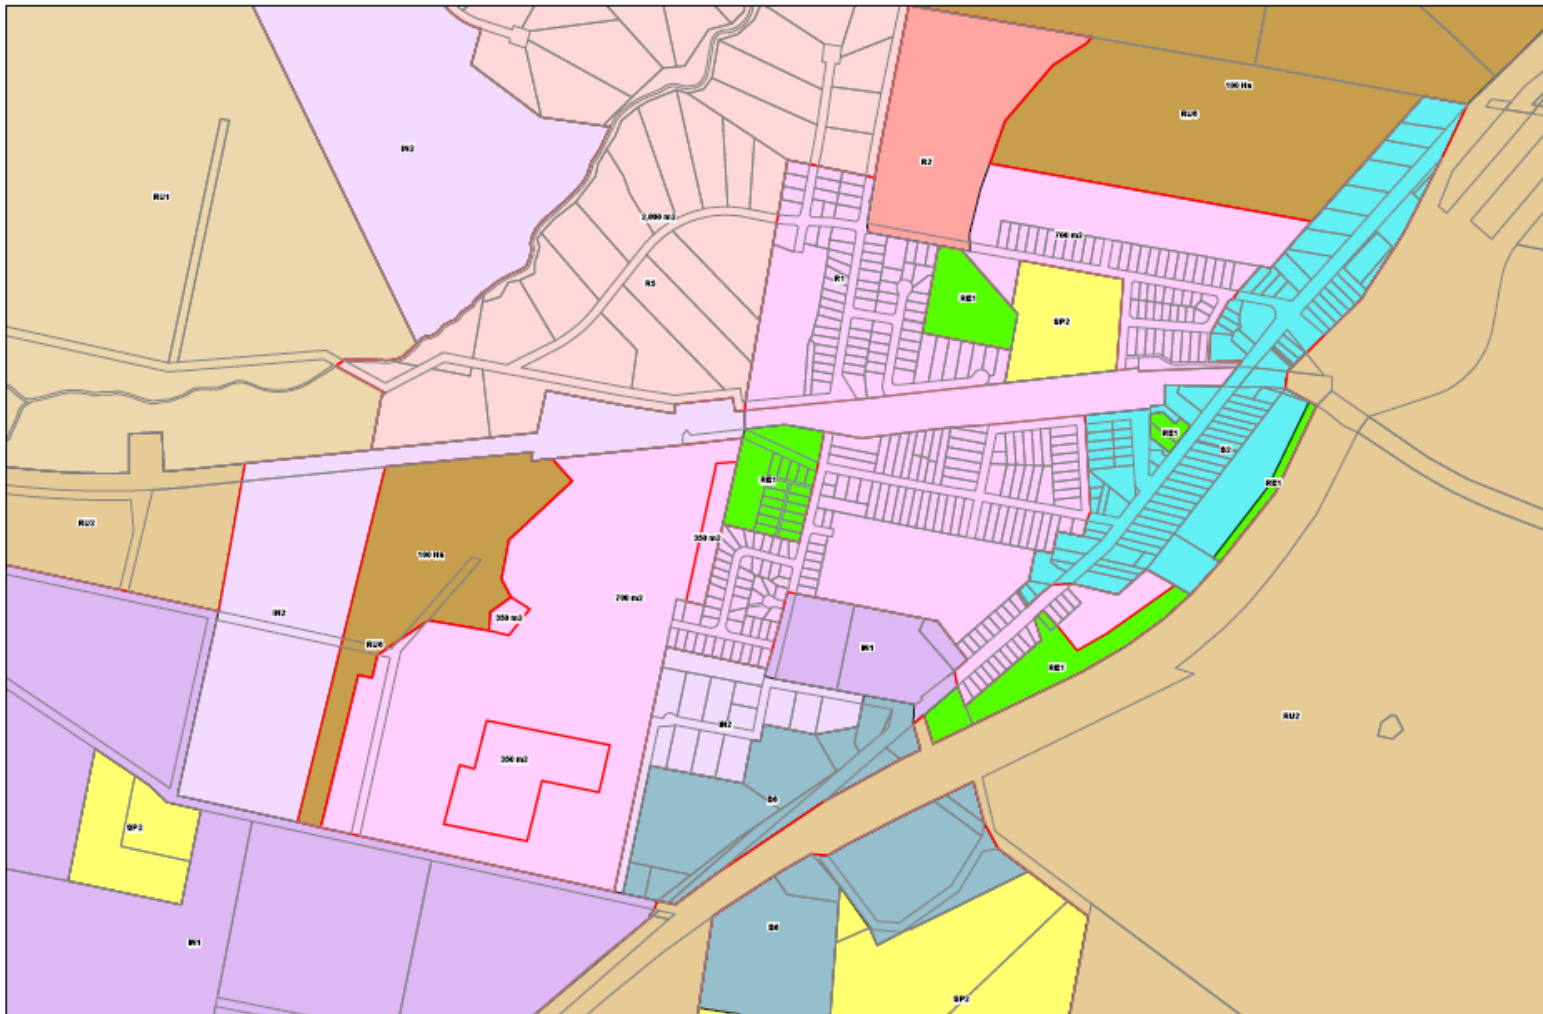 100 Ha
RU6
IN3
R2
RU1
2,000 m2
700 m2
R1
R5
RE1
SP2
RE1
B2
RE1
RE1
RU2
350 m2
100 Ha
700 m2
IN2
350 m2
RU6
IN1
RE1
RU2
IN2
350 m2
B6
SP2
B6
IN1
SP2